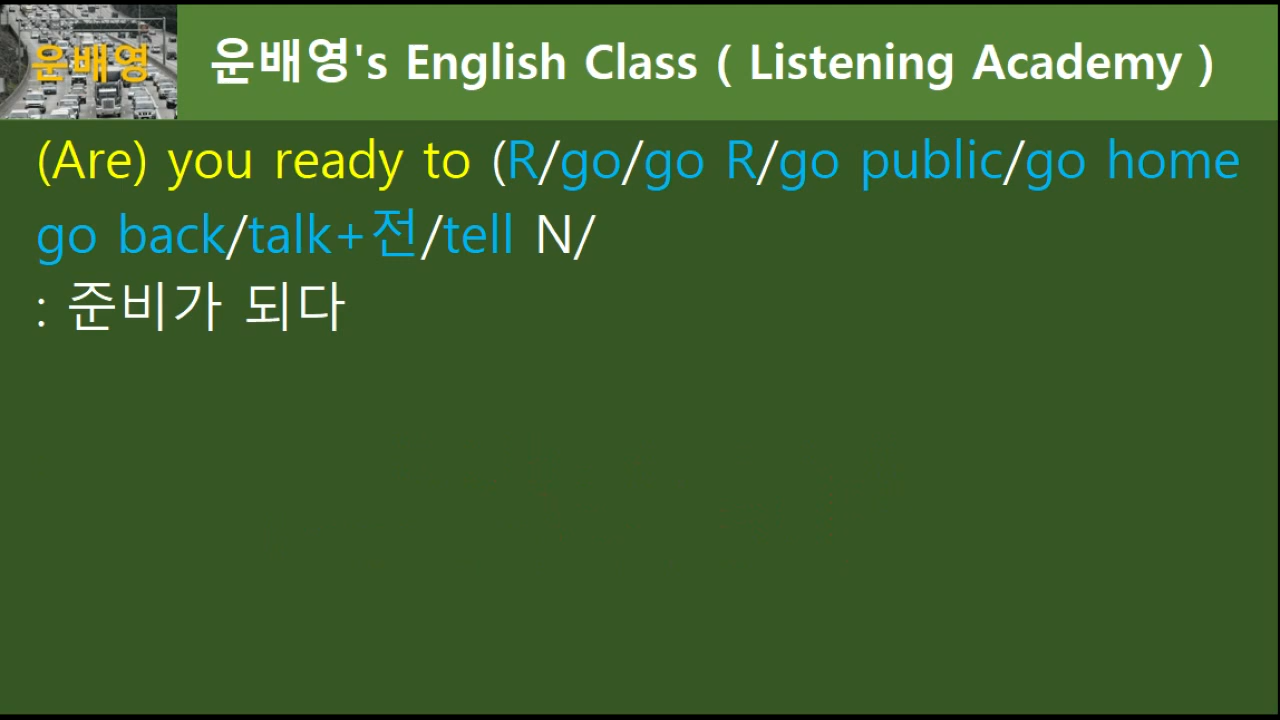 운배영
운배영's English Class ( Listening Academy )
(Are) you ready to (R/go/go R/go public/go home
go back/talk+전/tell N/
: 준비가 되다